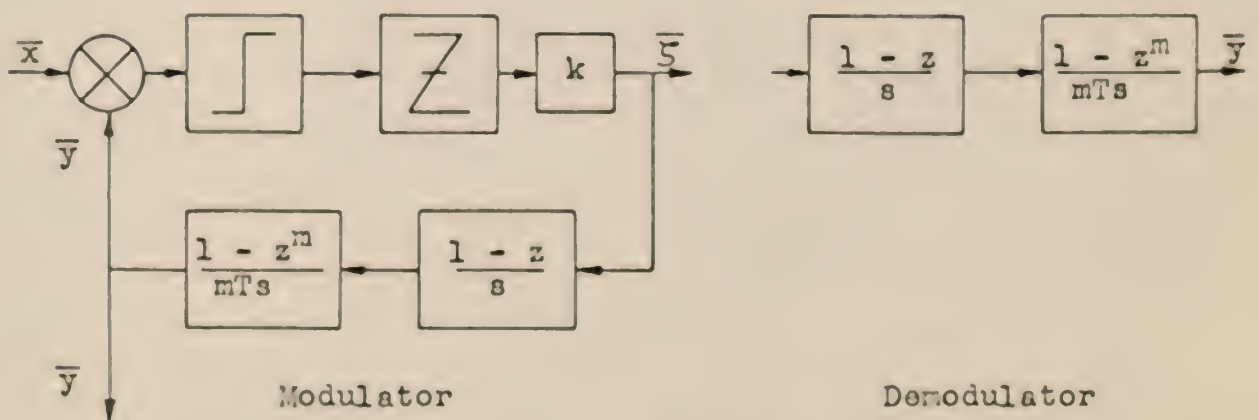 x̅
k
5̅
1 - z
s
1 - z^m
mTs
y̅
y̅
1 - z^m
mTs
1 - z
s
y̅
Modulator
Demodulator